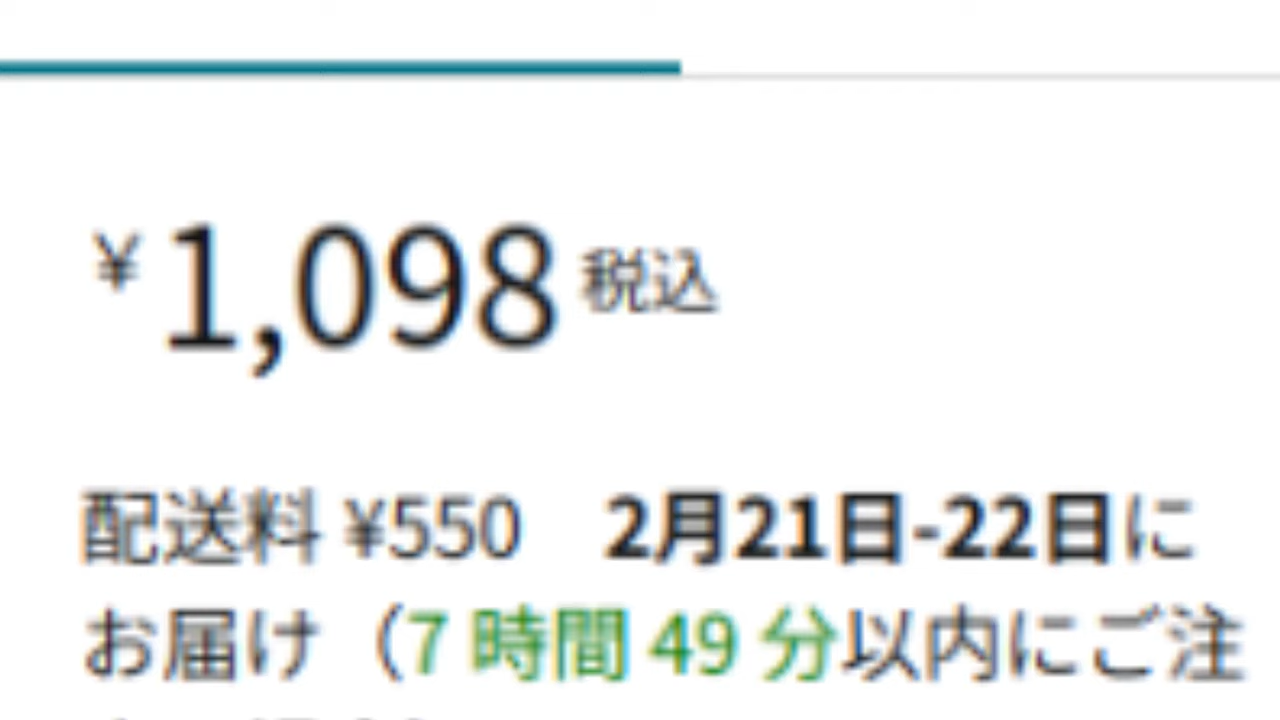 ¥1,098 税込
配送料 ¥550 2月21日-22日に
お届け（7 時間 49 分以内にご注